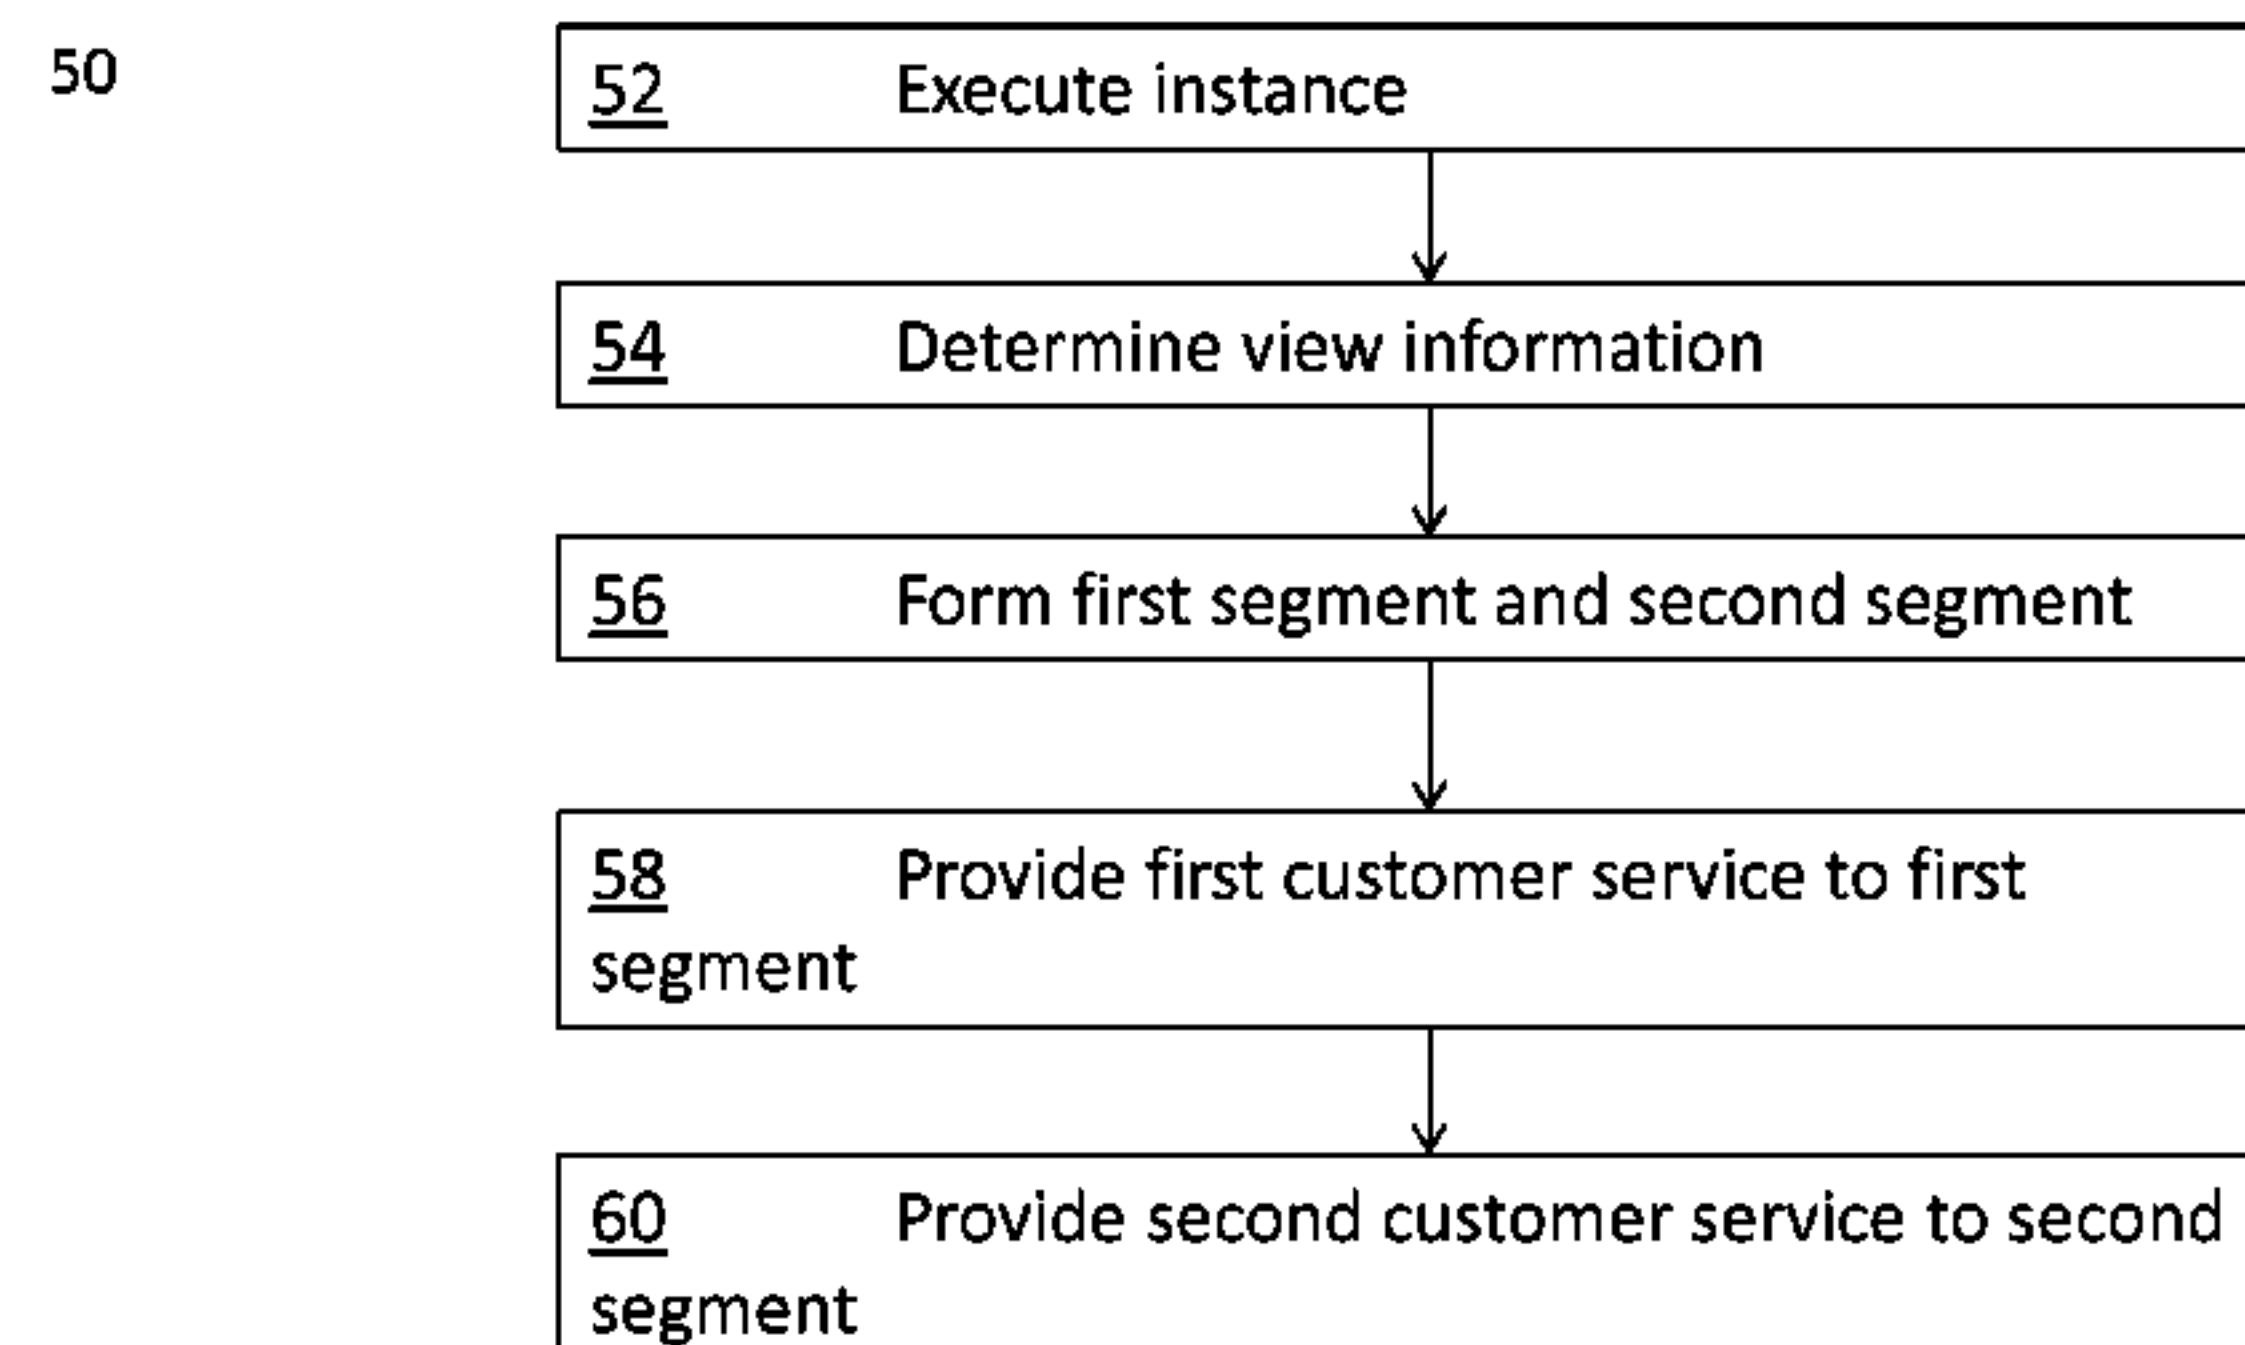 50
52 Execute instance
54 Determine view information
56 Form first segment and second segment
58 Provide first customer service to first
segment
60 Provide second customer service to second
segment